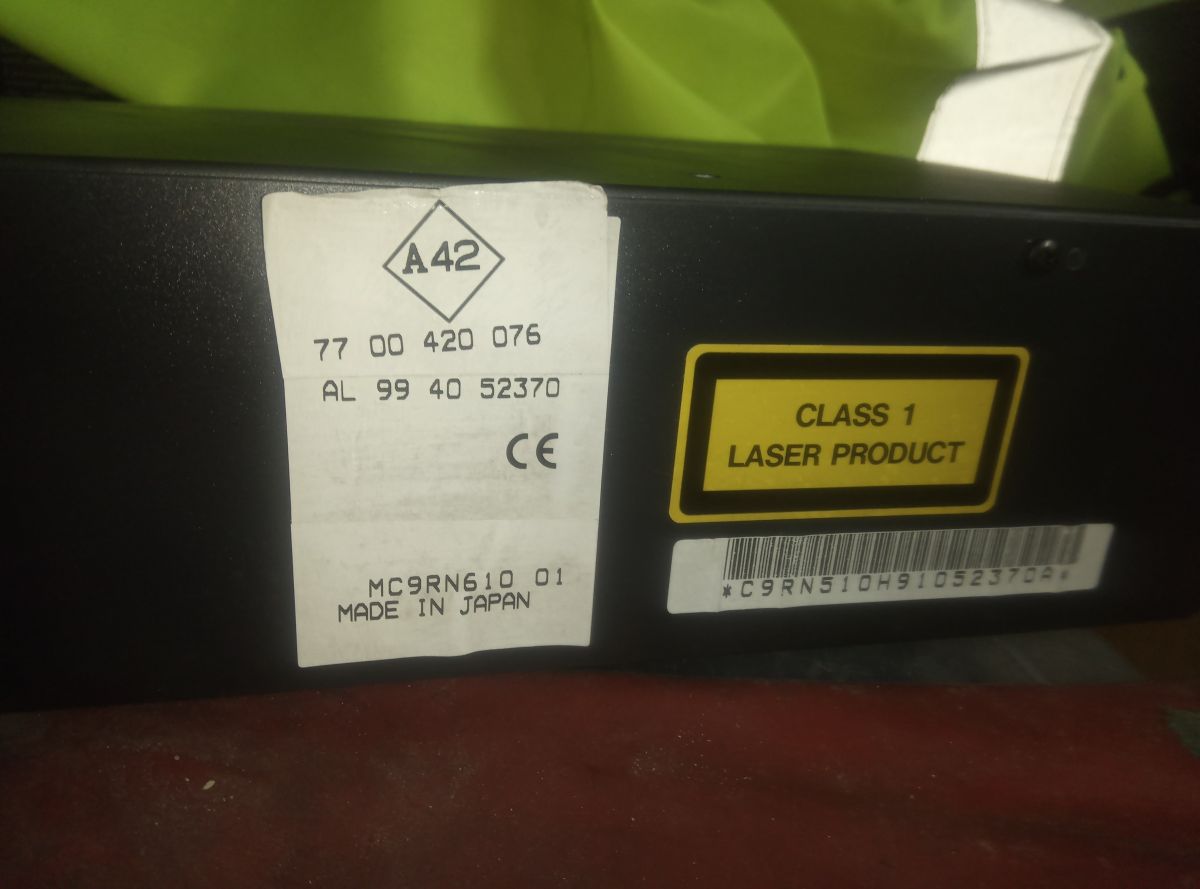 A42
77 00 420 076
AL 99 40 52370
CE
MC9RN610 01
MADE IN JAPAN
CLASS 1
LASER PRODUCT
*C9RN510H91052370A*